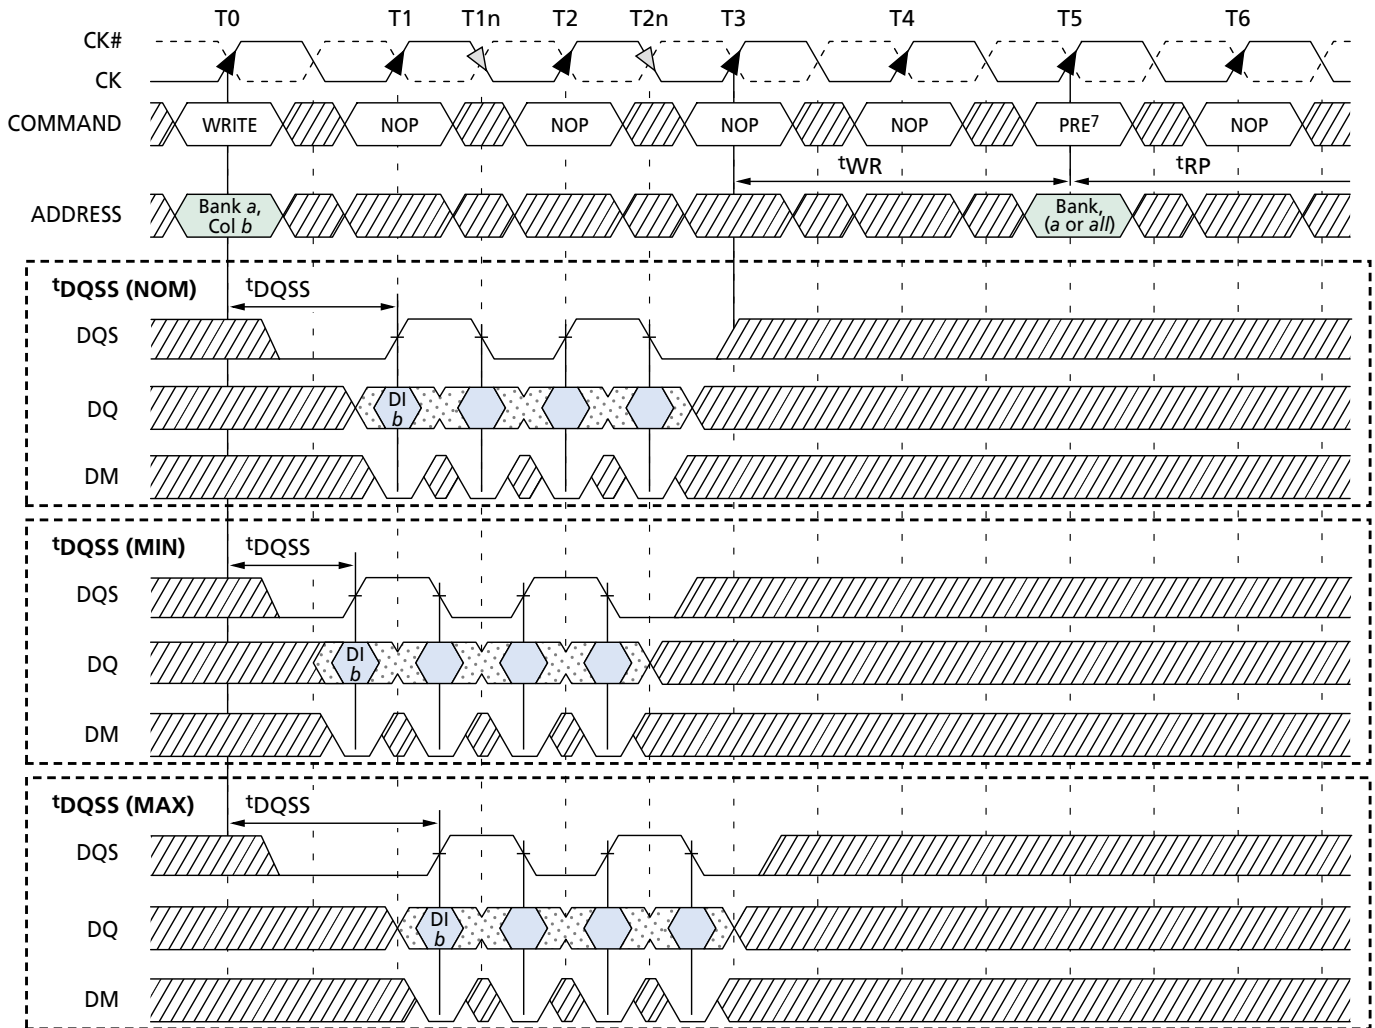 T0 T1 T1n T2 T2n T3 T4 T5 T6
CK#
CK
COMMAND WRITE NOP NOP NOP NOP PRE7 NOP
tWR tRP
ADDRESS Bank a, Col b Bank, (a or all)
tDQSS (NOM) tDQSS
DQS
DQ DI b
DM
tDQSS (MIN) tDQSS
DQS
DQ DI b
DM
tDQSS (MAX) tDQSS
DQS
DQ DI b
DM